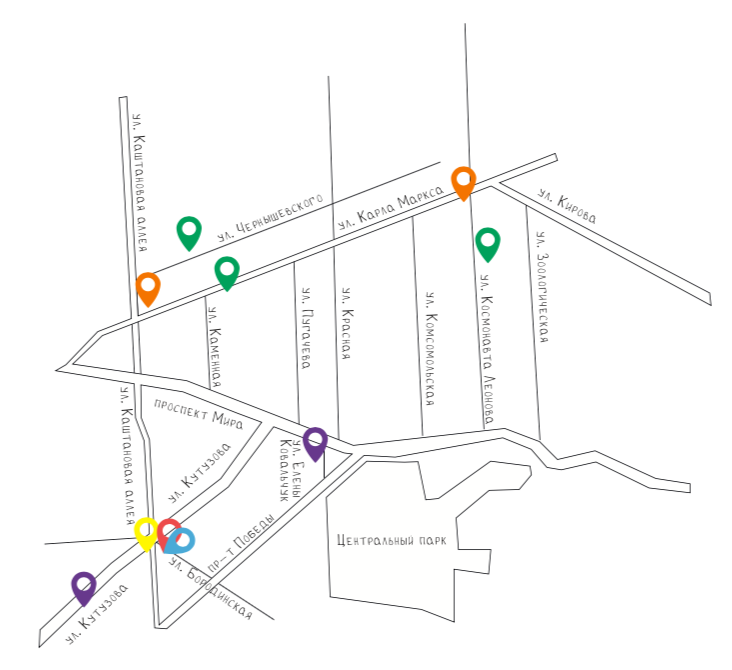 ул. Каштановая аллея
ул. Чернышевского
ул. Карла Маркса
ул. Кирова
ул. Зоологическая
ул. Каменная
ул. Пугачева
ул. Красная
ул. Комсомольская
ул. Космонавта Леонова
проспект Мира
ул. Каштановая аллея
ул. Кутузова
ул. Елены
Ковальчук
пр-т Победы
Центральный парк
ул. Бородинская
ул. Кутузова